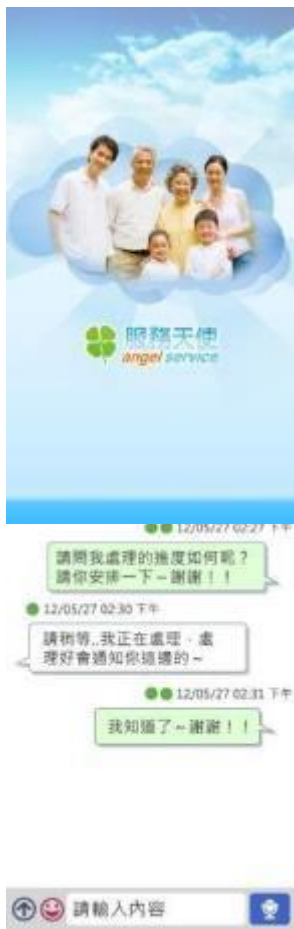 服務天使
angel service
12/05/27 02:27 下午
請問我處理的進度如何呢？
請你安排一下~謝謝！！
12/05/27 02:30 下午
請稍等..我正在處理，處
理好會通知你這邊的~
12/05/27 02:31 下午
我知道了~謝謝！！
請輸入內容